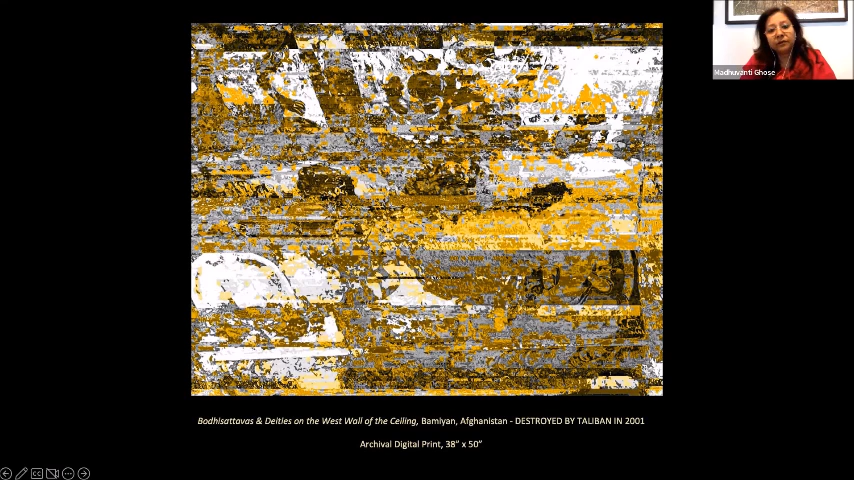 Madhuvanti Ghose
Bodhisattavas & Deities on the West Wall of the Ceiling, Bamiyan, Afghanistan - DESTROYED BY TALIBAN IN 2001
Archival Digital Print, 38" x 50"
CC